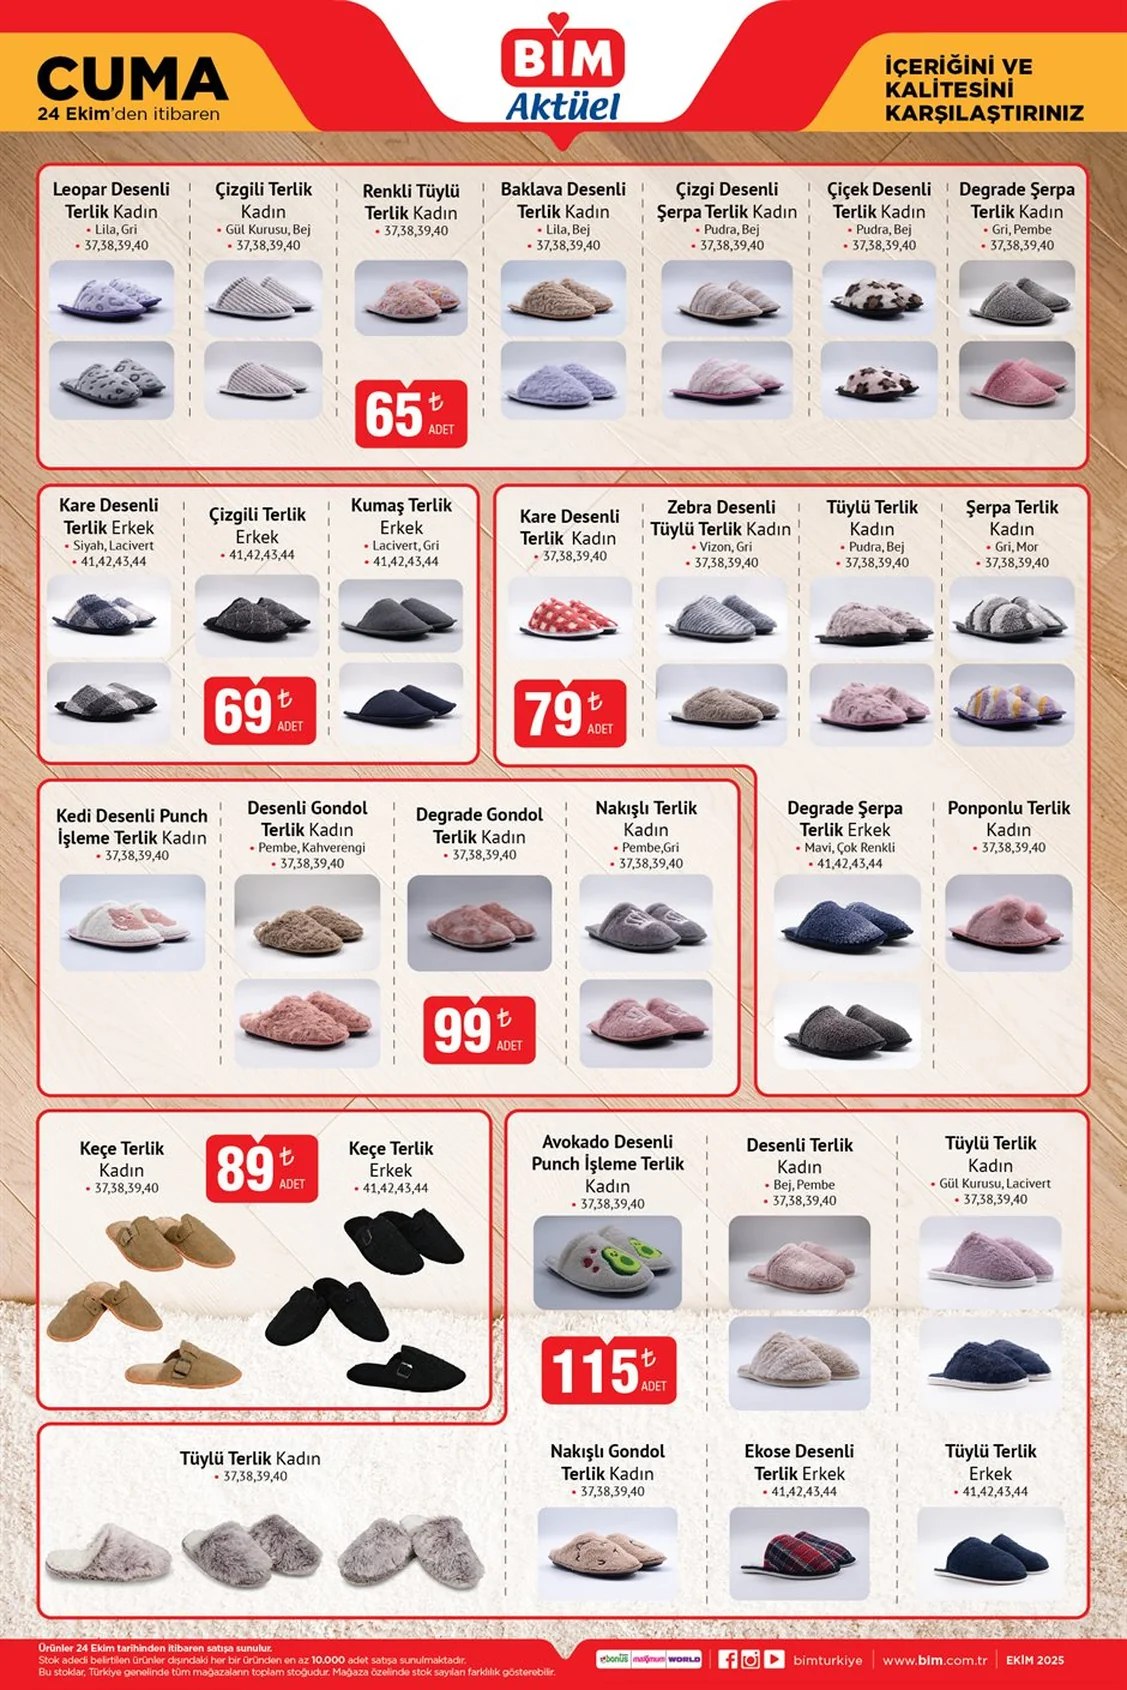 CUMA
24 Ekim'den itibaren
BİM
Aktüel
İÇERİĞİNİ VE
KALİTESİNİ
KARŞILAŞTIRINIZ
Leopar Desenli
Terlik Kadın
• Lila, Gri
• 37,38,39,40
Çizgili Terlik
Kadın
• Gül Kurusu, Bej
• 37,38,39,40
Renkli Tüylü
Terlik Kadın
• 37,38,39,40
65 ₺
ADET
Baklava Desenli
Terlik Kadın
• Lila, Bej
• 37,38,39,40
Çizgi Desenli
Şerpa Terlik Kadın
• Pudra, Bej
• 37,38,39,40
Çiçek Desenli
Terlik Kadın
• Pudra, Bej
• 37,38,39,40
Degrade Şerpa
Terlik Kadın
• Gri, Pembe
• 37,38,39,40
Kare Desenli
Terlik Erkek
• Siyah, Lacivert
• 41,42,43,44
Çizgili Terlik
Erkek
• 41,42,43,44
69 ₺
ADET
Kumaş Terlik
Erkek
• Lacivert, Gri
• 41,42,43,44
Kare Desenli
Terlik Kadın
• 37,38,39,40
79 ₺
ADET
Zebra Desenli
Tüylü Terlik Kadın
• Vizon, Gri
• 37,38,39,40
Tüylü Terlik
Kadın
• Pudra, Bej
• 37,38,39,40
Şerpa Terlik
Kadın
• Gri, Mor
• 37,38,39,40
Kedi Desenli Punch
İşleme Terlik Kadın
• 37,38,39,40
Desenli Gondol
Terlik Kadın
• Pembe, Kahverengi
• 37,38,39,40
Degrade Gondol
Terlik Kadın
• 37,38,39,40
99 ₺
ADET
Nakışlı Terlik
Kadın
• Pembe,Gri
• 37,38,39,40
Degrade Şerpa
Terlik Erkek
• Mavi, Çok Renkli
• 41,42,43,44
Ponponlu Terlik
Kadın
• 37,38,39,40
Keçe Terlik
Kadın
• 37,38,39,40
89 ₺
ADET
Keçe Terlik
Erkek
• 41,42,43,44
Avokado Desenli
Punch İşleme Terlik
Kadın
• 37,38,39,40
115 ₺
ADET
Desenli Terlik
Kadın
• Bej, Pembe
• 37,38,39,40
Tüylü Terlik
Kadın
• Gül Kurusu, Lacivert
• 37,38,39,40
Tüylü Terlik Kadın
• 37,38,39,40
Nakışlı Gondol
Terlik Kadın
• 37,38,39,40
Ekose Desenli
Terlik Erkek
• 41,42,43,44
Tüylü Terlik
Erkek
• 41,42,43,44
Ürünler 24 Ekim tarihinden itibaren satışa sunulur.
Stok adedi belirtilen ürünler dışındaki her bir üründen en az 10.000 adet satışa sunulmaktadır.
Bu stoklar, Türkiye genelinde tüm mağazaların toplam stoğudur. Mağaza özelinde stok sayıları farklılık gösterebilir.
bonus maximum WORLD
bimturkiye
www.bim.com.tr
EKİM 2025